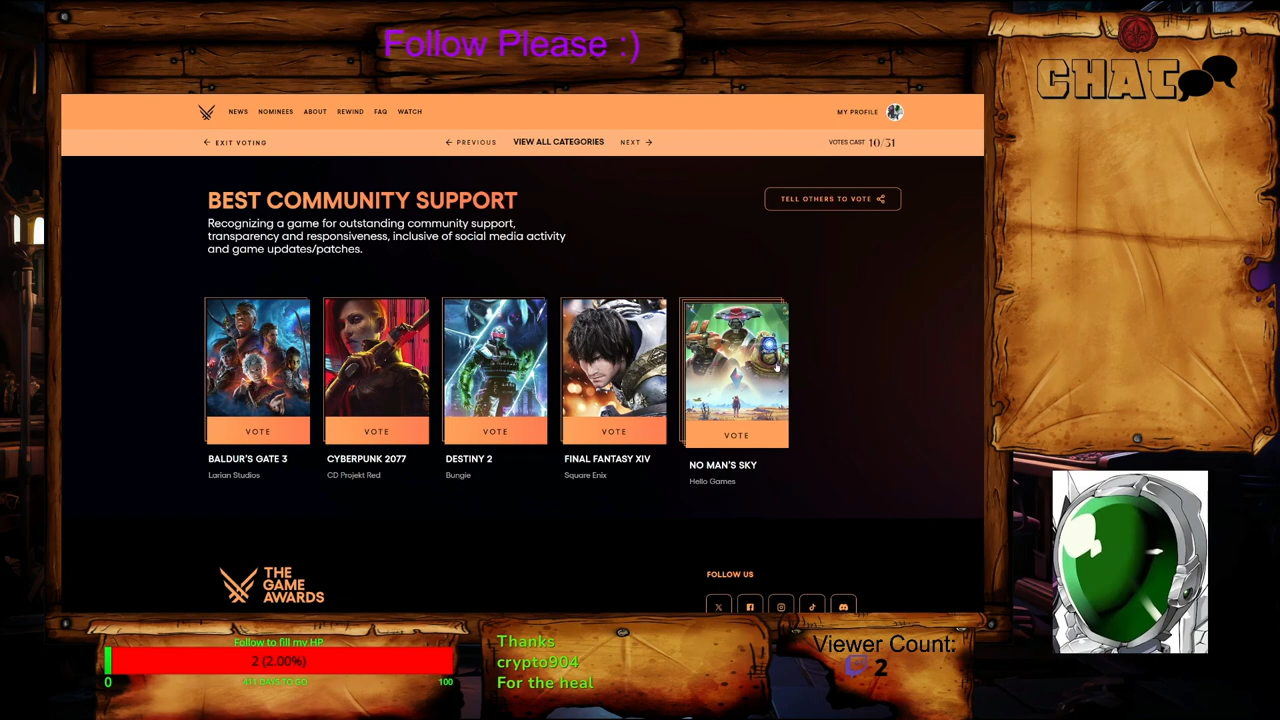 Follow Please :)
CHAT
NEWS NOMINEES ABOUT REWIND FAQ WATCH
MY PROFILE
EXIT VOTING
PREVIOUS VIEW ALL CATEGORIES NEXT
VOTES CAST 10/31
BEST COMMUNITY SUPPORT
TELL OTHERS TO VOTE
Recognizing a game for outstanding community support,
transparency and responsiveness, inclusive of social media activity
and game updates/patches.
VOTE VOTE VOTE VOTE VOTE
BALDUR'S GATE 3
Larian Studios
CYBERPUNK 2077
CD Projekt Red
DESTINY 2
Bungie
FINAL FANTASY XIV
Square Enix
NO MAN'S SKY
Hello Games
THE
GAME
AWARDS
FOLLOW US
Follow to fill my HP
2 (2.00%)
0 DAYS TO GO 100
Thanks
crypto904
For the heal
Viewer Count:
2